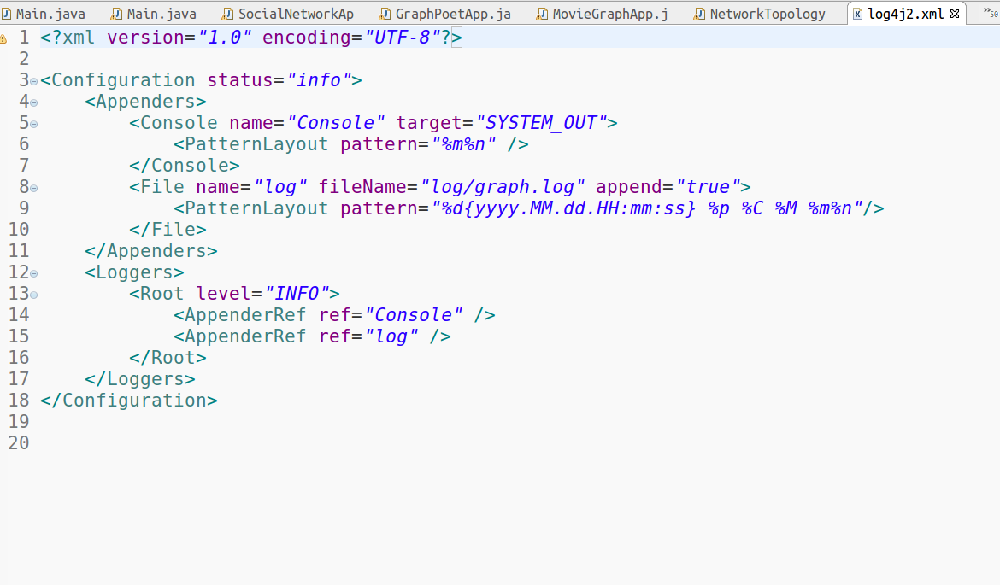 Main.java Main.java SocialNetworkAp GraphPoetApp.ja MovieGraphApp.j NetworkTopology log4j2.xml »50
1 <?xml version="1.0" encoding="UTF-8"?>
2
3 <Configuration status="info">
4 <Appenders>
5 <Console name="Console" target="SYSTEM_OUT">
6 <PatternLayout pattern="%m%n" />
7 </Console>
8 <File name="log" fileName="log/graph.log" append="true">
9 <PatternLayout pattern="%d{yyyy.MM.dd.HH:mm:ss} %p %C %M %m%n"/>
10 </File>
11 </Appenders>
12 <Loggers>
13 <Root level="INFO">
14 <AppenderRef ref="Console" />
15 <AppenderRef ref="log" />
16 </Root>
17 </Loggers>
18 </Configuration>
19
20